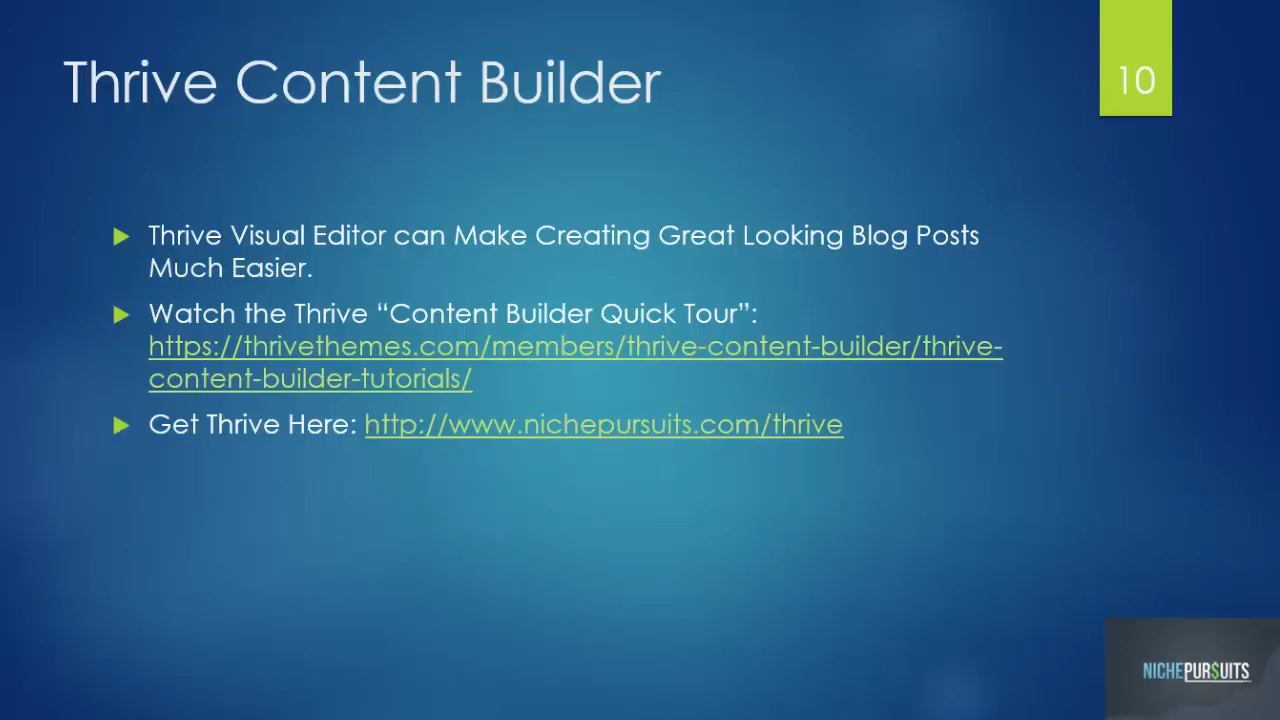 Thrive Content Builder
10
Thrive Visual Editor can Make Creating Great Looking Blog Posts
Much Easier.
Watch the Thrive “Content Builder Quick Tour”:
https://thrivethemes.com/members/thrive-content-builder/thrive-
content-builder-tutorials/
Get Thrive Here: http://www.nichepursuits.com/thrive
NICHEPUR$UITS